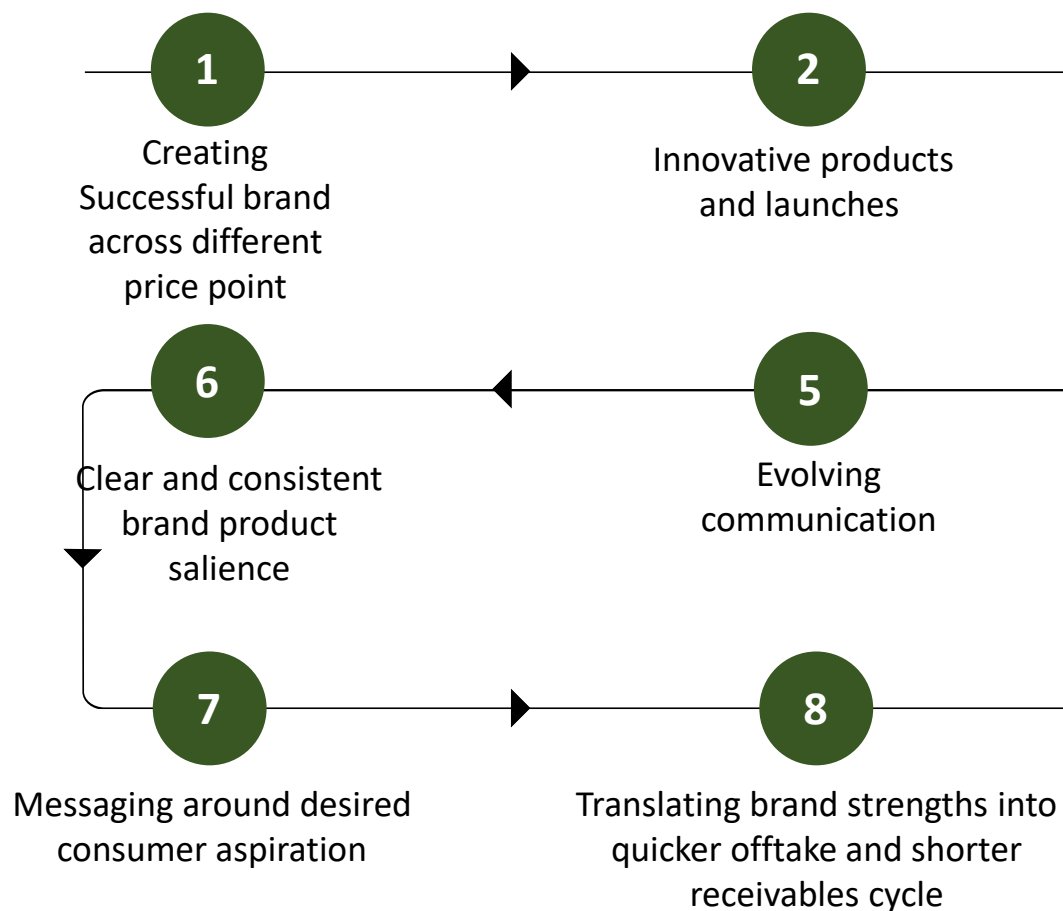 1
Creating
Successful brand
across different
price point
2
Innovative products
and launches
6
Clear and consistent
brand product
salience
5
Evolving
communication
7
Messaging around desired
consumer aspiration
8
Translating brand strengths into
quicker offtake and shorter
receivables cycle